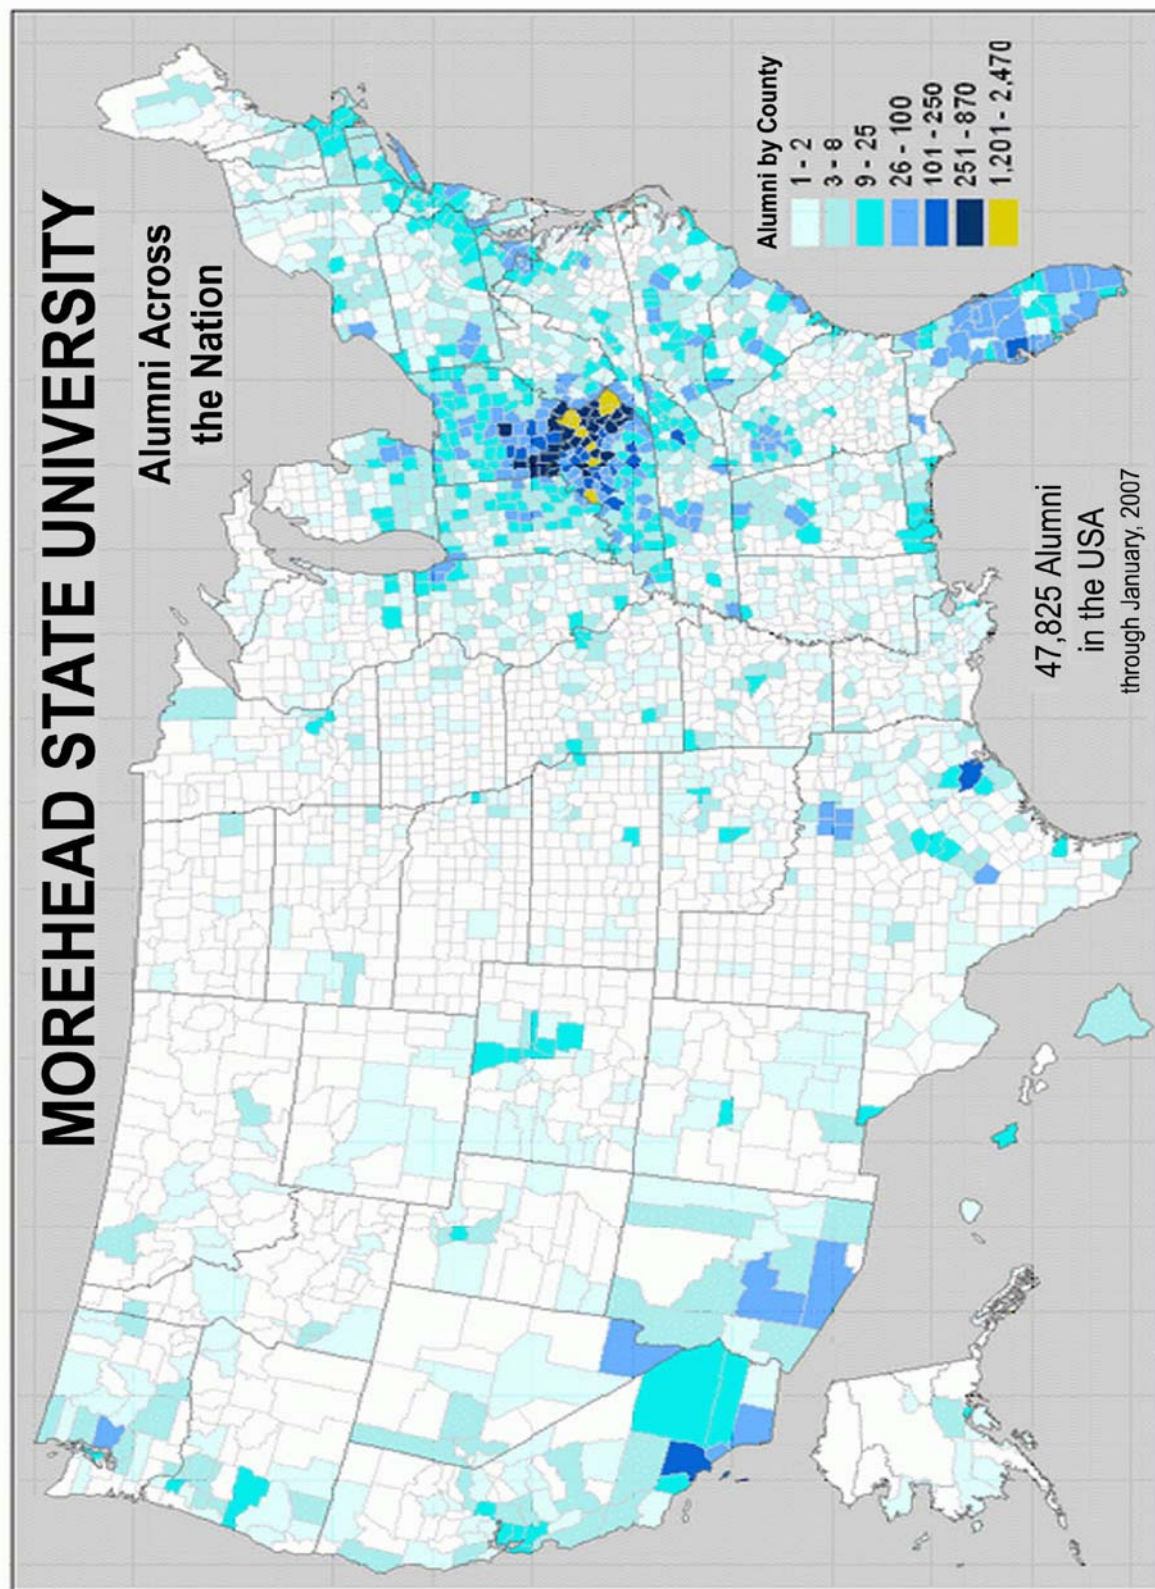 MOREHEAD STATE UNIVERSITY
Alumni Across
the Nation
Alumni by County
1 - 2
3 - 8
9 - 25
26 - 100
101 - 250
251 - 870
1,201 - 2,470
47,825 Alumni
in the USA
through January, 2007